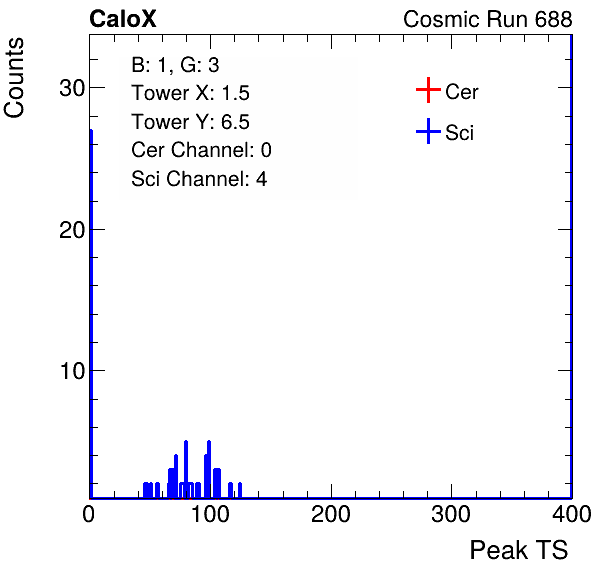 CaloX
Cosmic Run 688
Counts
B: 1, G: 3
Tower X: 1.5
Tower Y: 6.5
Cer Channel: 0
Sci Channel: 4
Cer
Sci
30
20
10
0
100
200
300
400
Peak TS